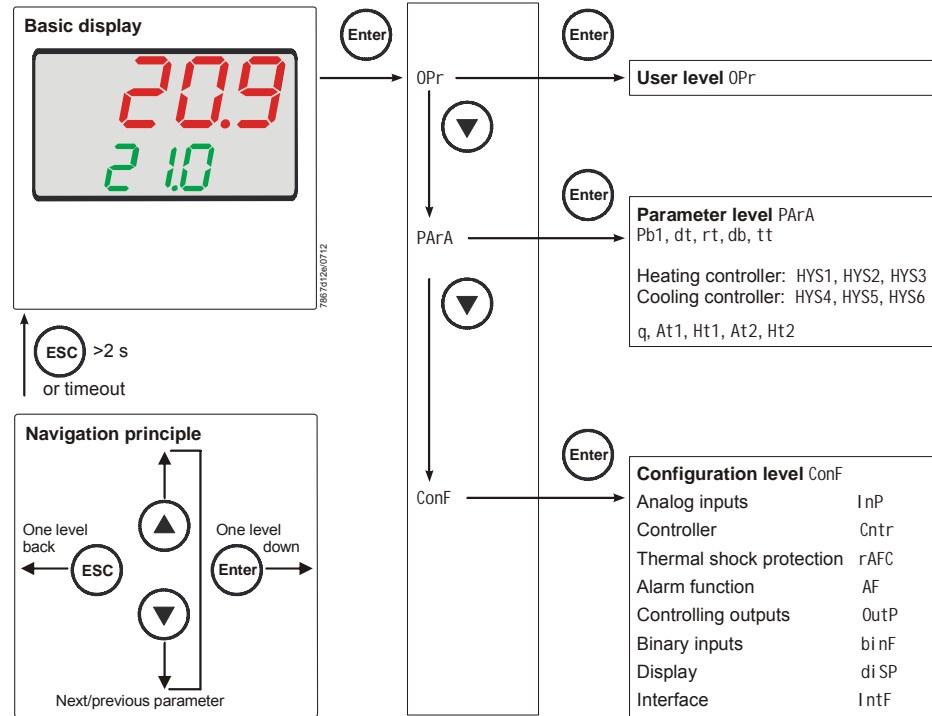 Basic display
20.9
21.0
7867d12e/0712
ESC >2 s
or timeout
Navigation principle
One level
back
ESC
One level
down
Enter
Next/previous parameter
Enter
OPr
PArA
ConF
Enter
User level OPr
Enter
Parameter level PArA
Pb1, dt, rt, db, tt
Heating controller: HYS1, HYS2, HYS3
Cooling controller: HYS4, HYS5, HYS6
q, At1, Ht1, At2, Ht2
Enter
Configuration level ConF
Analog inputs InP
Controller Cntr
Thermal shock protection rAFC
Alarm function AF
Controlling outputs OutP
Binary inputs binF
Display diSP
Interface IntF